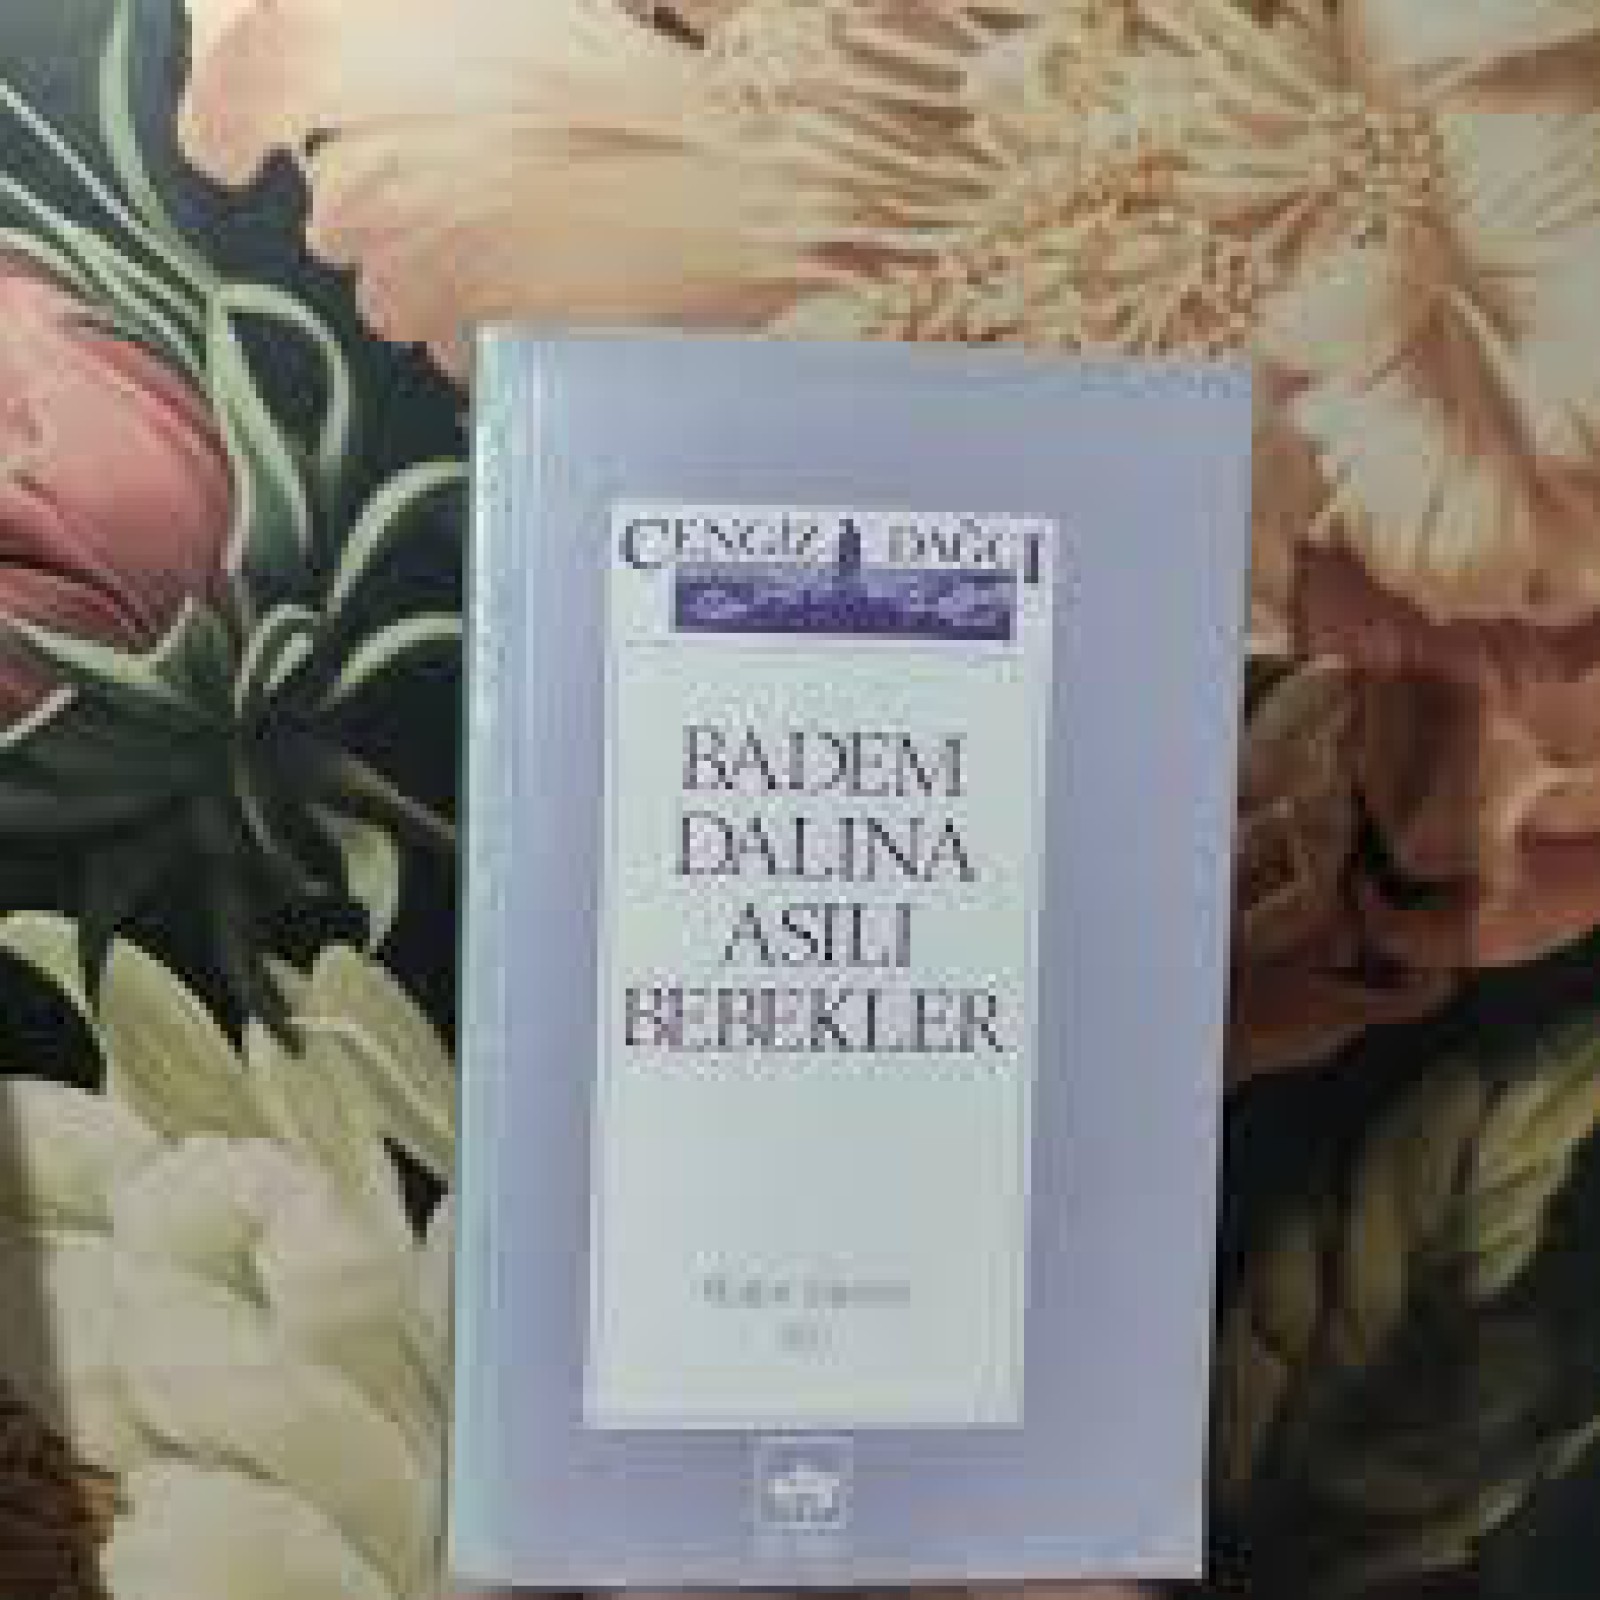 CENGİZ DAĞCI
BADEM
DALINA
ASILI
BEBEKLER